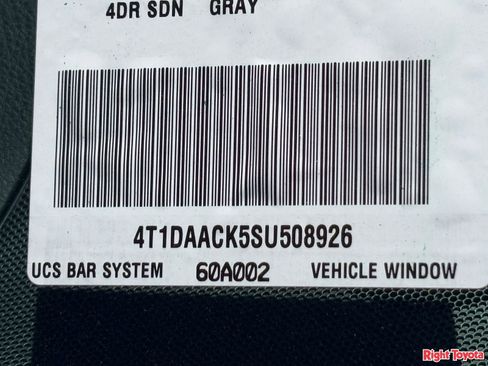 4DR SDN GRAY
4T1DAACK5SU508926
UCS BAR SYSTEM 60A002 VEHICLE WINDOW
Right Toyota